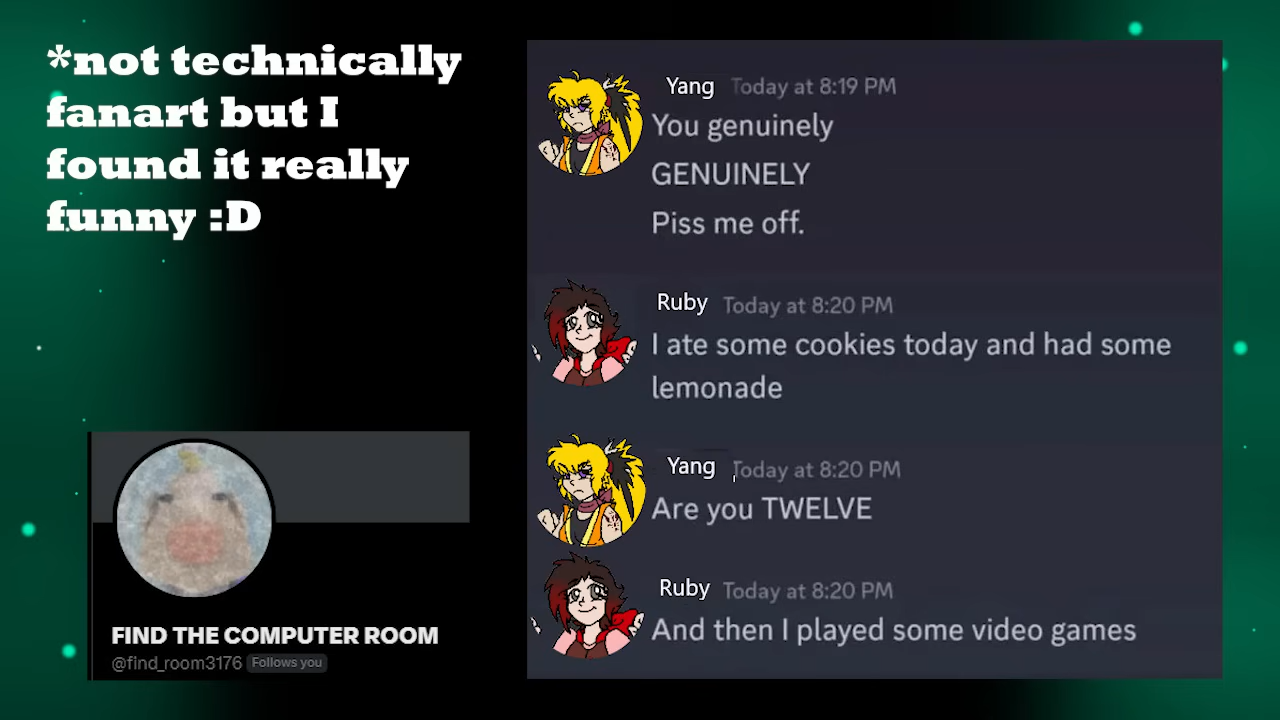 *not technically
fanart but I
found it really
funny :D
Yang Today at 8:19 PM
You genuinely
GENUINELY
Piss me off.
Ruby Today at 8:20 PM
I ate some cookies today and had some
lemonade
Yang Today at 8:20 PM
Are you TWELVE
Ruby Today at 8:20 PM
And then I played some video games
FIND THE COMPUTER ROOM
@find_room3176 Follows you